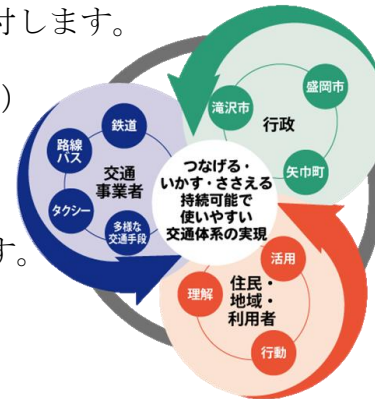 付します。
)
す。
鉄道
路線
バス
タクシー
多様な
交通手段
交通
事業者
行政
滝沢市
盛岡市
矢巾町
つなげる・
いかす・ささえる
持続可能で
使いやすい
交通体系の実現
住民・
地域・
利用者
活用
理解
行動